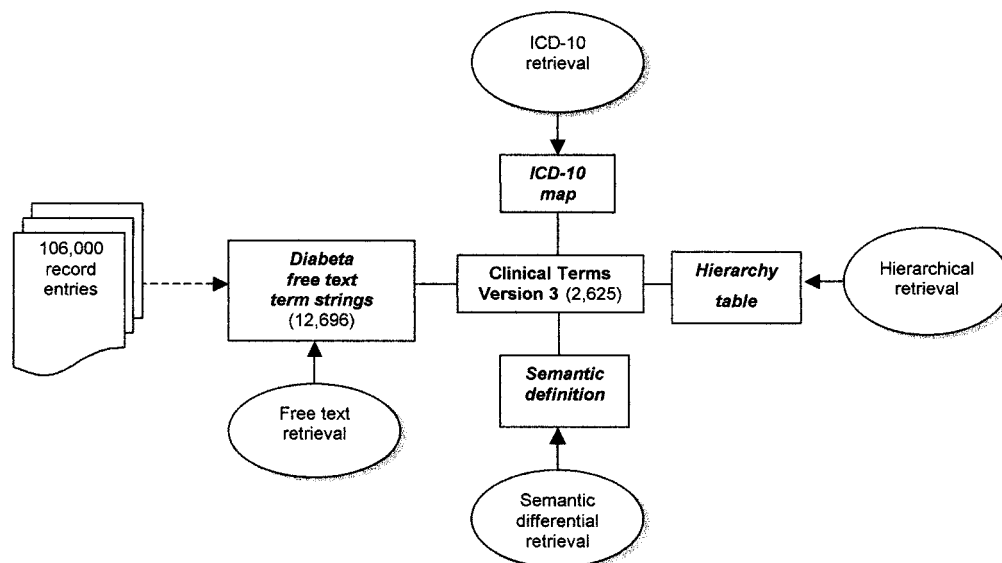 ICD-10
retrieval
ICD-10
map
106,000
record
entries
Diabeta
free text
term strings
(12,696)
Clinical Terms
Version 3 (2,625)
Hierarchy
table
Hierarchical
retrieval
Semantic
definition
Free text
retrieval
Semantic
differential
retrieval